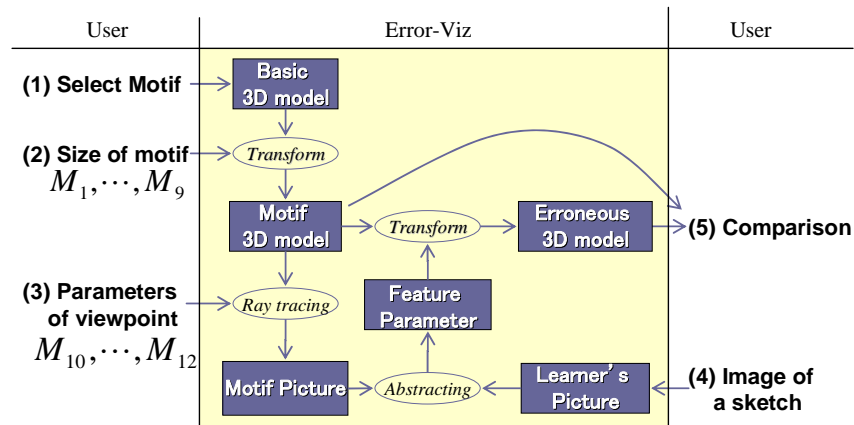 User
Error-Viz
User
(1) Select Motif
Basic
3D model
(2) Size of motif
M₁,⋯,M₉
Transform
Motif
3D model
Transform
Erroneous
3D model
(5) Comparison
(3) Parameters
of viewpoint
M₁₀,⋯,M₁₂
Ray tracing
Feature
Parameter
Motif Picture
Abstracting
Learner's
Picture
(4) Image of
a sketch